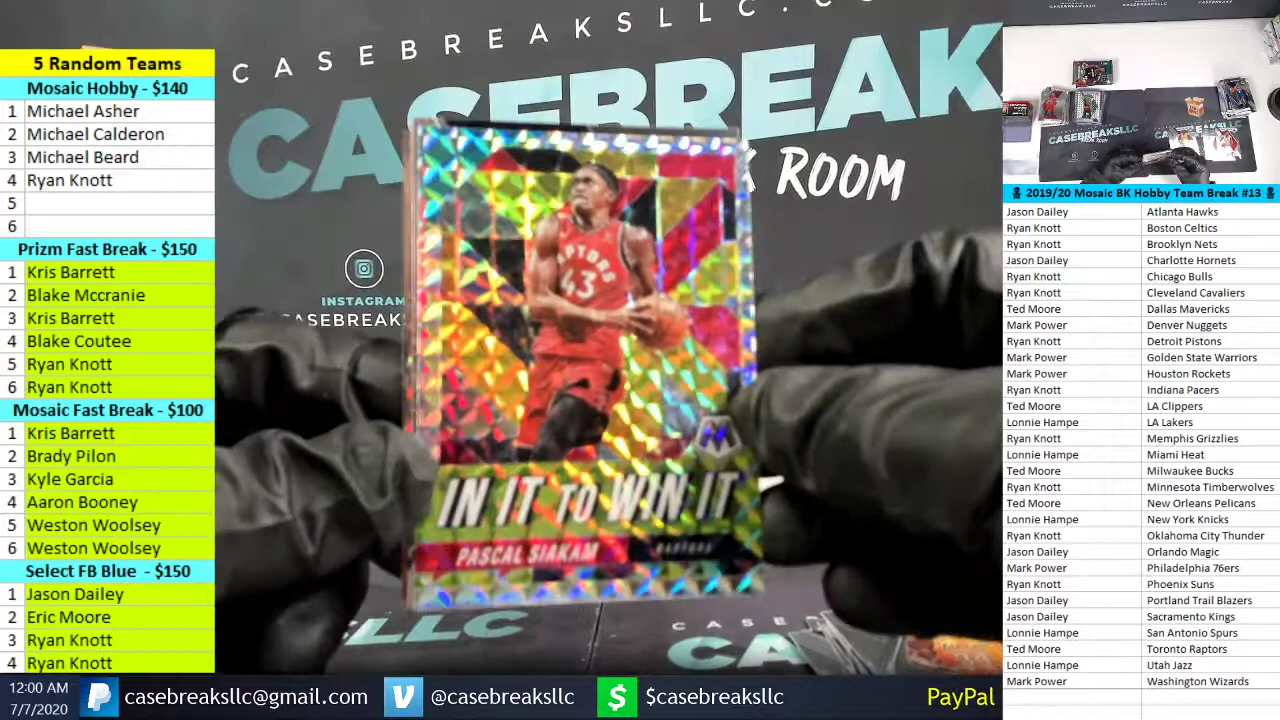 5 Random Teams
Mosaic Hobby - $140
1 Michael Asher
2 Michael Calderon
3 Michael Beard
4 Ryan Knott
5
6
Prizm Fast Break - $150
1 Kris Barrett
2 Blake Mccranie
3 Kris Barrett
4 Blake Coutee
5 Ryan Knott
6 Ryan Knott
Mosaic Fast Break - $100
1 Kris Barrett
2 Brady Pilon
3 Kyle Garcia
4 Aaron Booney
5 Weston Woolsey
6 Weston Woolsey
Select FB Blue - $150
1 Jason Dailey
2 Eric Moore
3 Ryan Knott
4 Ryan Knott
CASEBREAKSLLC.CO
CASEBREAK
ROOM
INSTAGRAM
CASEBREAKS
RAPTORS
43
IN IT TO WIN IT
PASCAL SIAKAM
RAPTORS
LLC
CASE
CA
CASEBREAKSLLC
2019/20 Mosaic BK Hobby Team Break #13
Jason Dailey Atlanta Hawks
Ryan Knott Boston Celtics
Ryan Knott Brooklyn Nets
Jason Dailey Charlotte Hornets
Ryan Knott Chicago Bulls
Ryan Knott Cleveland Cavaliers
Ted Moore Dallas Mavericks
Mark Power Denver Nuggets
Ryan Knott Detroit Pistons
Mark Power Golden State Warriors
Mark Power Houston Rockets
Ryan Knott Indiana Pacers
Ted Moore LA Clippers
Lonnie Hampe LA Lakers
Ryan Knott Memphis Grizzlies
Lonnie Hampe Miami Heat
Ted Moore Milwaukee Bucks
Ryan Knott Minnesota Timberwolves
Ted Moore New Orleans Pelicans
Lonnie Hampe New York Knicks
Ryan Knott Oklahoma City Thunder
Jason Dailey Orlando Magic
Mark Power Philadelphia 76ers
Ryan Knott Phoenix Suns
Jason Dailey Portland Trail Blazers
Jason Dailey Sacramento Kings
Lonnie Hampe San Antonio Spurs
Ted Moore Toronto Raptors
Lonnie Hampe Utah Jazz
Mark Power Washington Wizards
12:00 AM
7/7/2020
casebreaksllc@gmail.com
@casebreaksllc
$casebreaksllc
PayPal